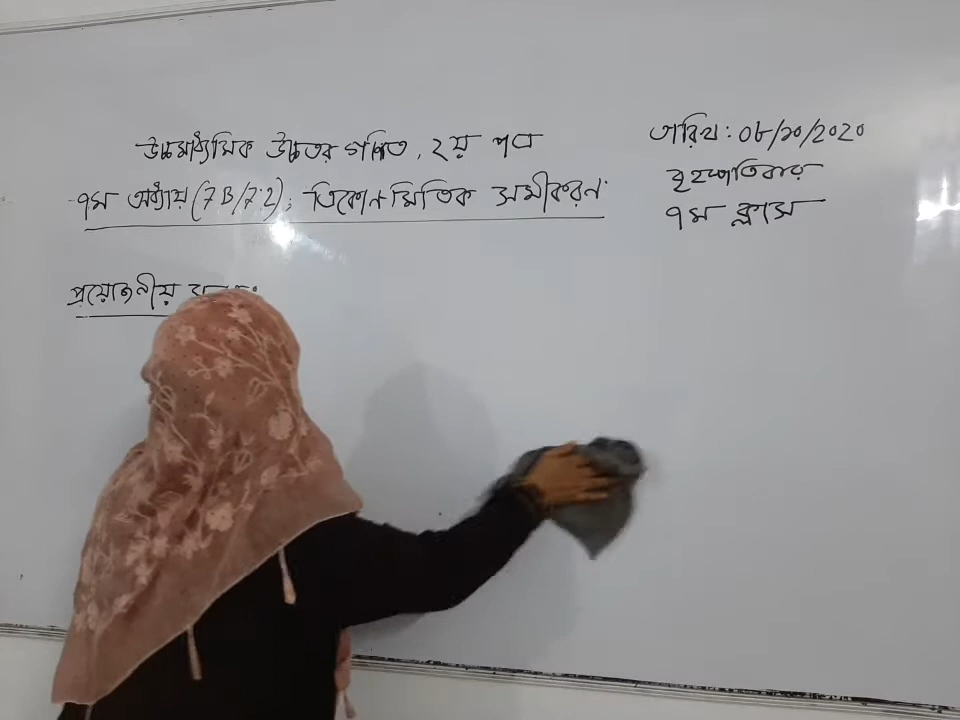 উচ্চমাধ্যমিক উচ্চতর গণিত, ২য় পত্র
৭ম অধ্যায় (7B/7.2); ত্রিকোণমিতিক সমীকরণ
তারিখ: ০৮/১০/2020
বৃহস্পতিবার
৭ম ক্লাস
প্রয়োজনীয়